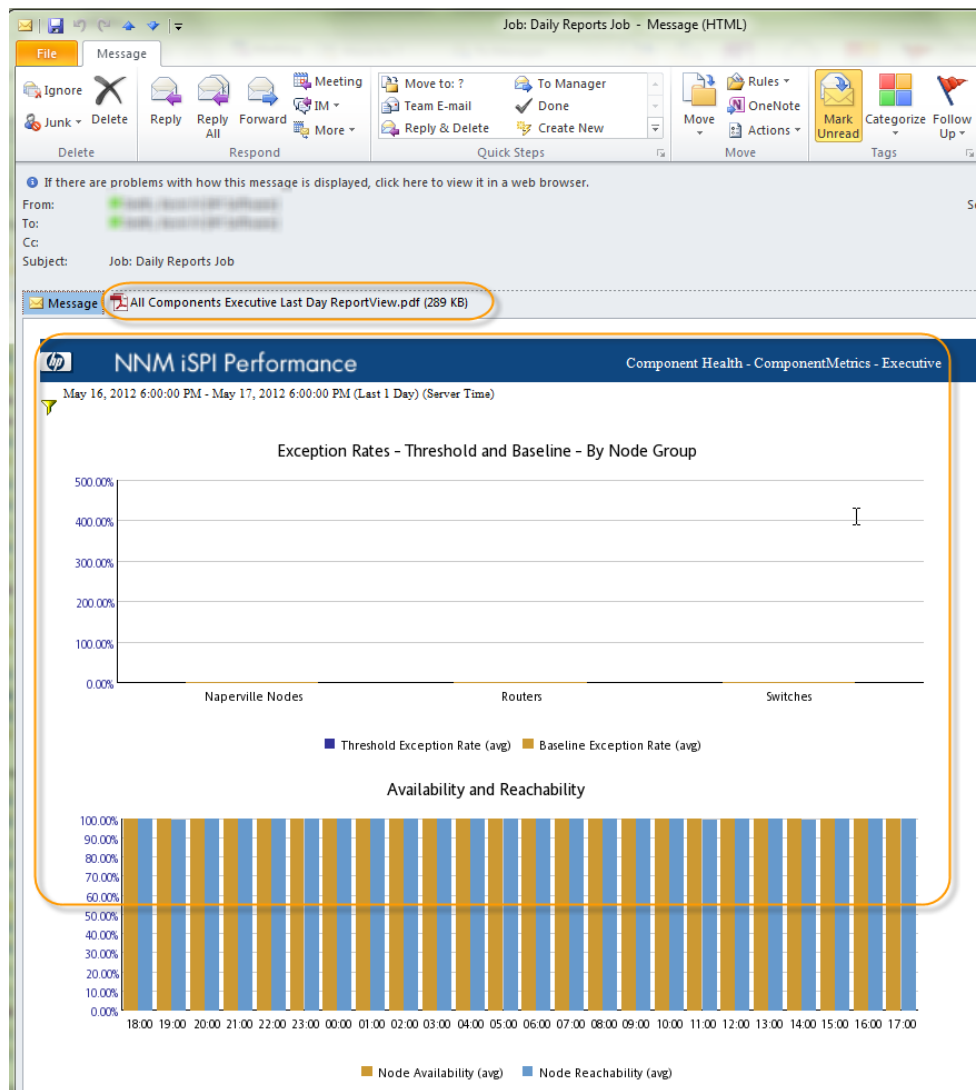 Job: Daily Reports Job - Message (HTML)
File Message
Ignore
Junk
Delete
Reply
Reply All
Forward
Meeting
IM
More
Move to: ?
Team E-mail
Reply & Delete
To Manager
Done
Create New
Move
Rules
OneNote
Actions
Mark Unread
Categorize
Follow Up
Delete Respond Quick Steps Move Tags
If there are problems with how this message is displayed, click here to view it in a web browser.
From:
To:
Cc:
Subject: Job: Daily Reports Job
Message All Components Executive Last Day ReportView.pdf (289 KB)
hp NNM iSPI Performance Component Health - ComponentMetrics - Executive
May 16, 2012 6:00:00 PM - May 17, 2012 6:00:00 PM (Last 1 Day) (Server Time)
Exception Rates - Threshold and Baseline - By Node Group
500.00%
400.00%
300.00%
200.00%
100.00%
0.00%
Naperville Nodes Routers Switches
Threshold Exception Rate (avg) Baseline Exception Rate (avg)
Availability and Reachability
100.00%
90.00%
80.00%
70.00%
60.00%
50.00%
40.00%
30.00%
20.00%
10.00%
0.00%
18:00 19:00 20:00 21:00 22:00 23:00 00:00 01:00 02:00 03:00 04:00 05:00 06:00 07:00 08:00 09:00 10:00 11:00 12:00 13:00 14:00 15:00 16:00 17:00
Node Availability (avg) Node Reachability (avg)